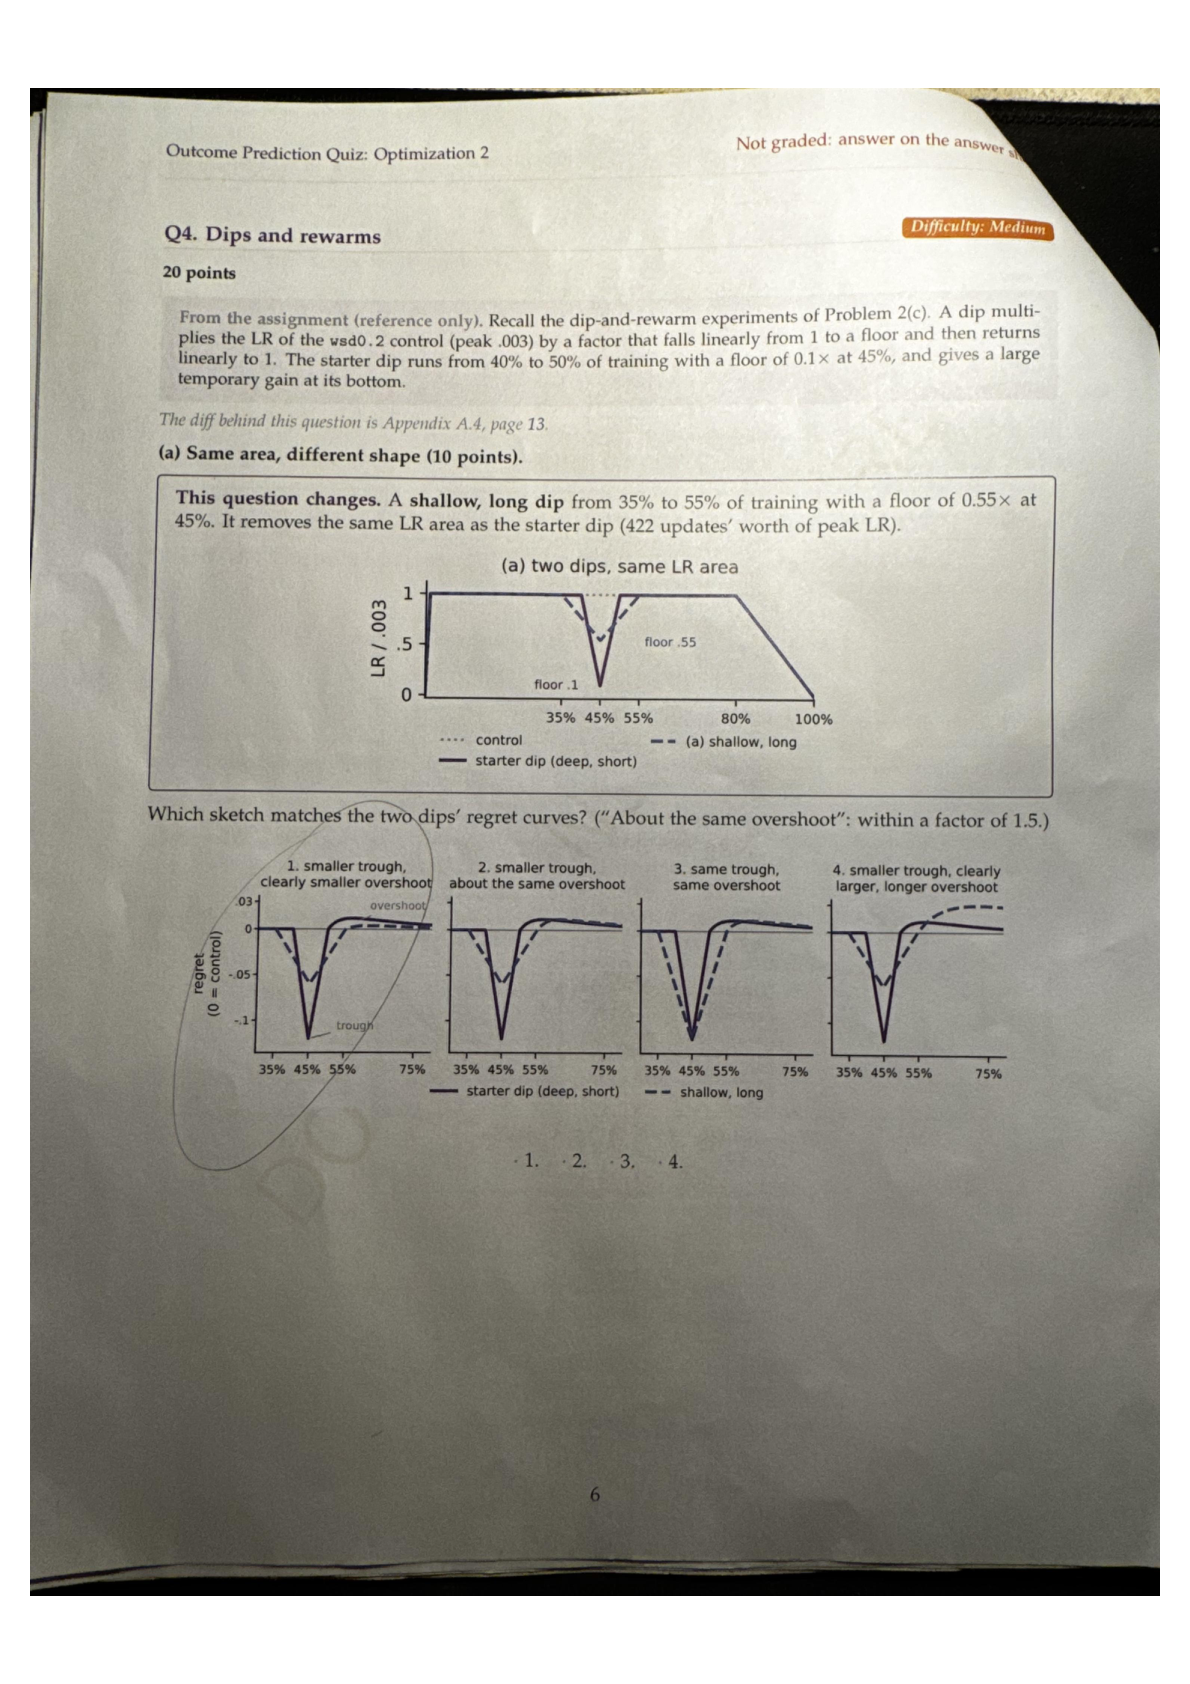 Outcome Prediction Quiz: Optimization 2
Not graded: answer on the answer
Q4. Dips and rewarms
Difficulty: Medium
20 points
From the assignment (reference only). Recall the dip-and-rewarm experiments of Problem 2(c). A dip multi-
plies the LR of the wsd0.2 control (peak .003) by a factor that falls linearly from 1 to a floor and then returns
linearly to 1. The starter dip runs from 40% to 50% of training with a floor of 0.1× at 45%, and gives a large
temporary gain at its bottom.
The diff behind this question is Appendix A.4, page 13.
(a) Same area, different shape (10 points).
This question changes. A shallow, long dip from 35% to 55% of training with a floor of 0.55× at
45%. It removes the same LR area as the starter dip (422 updates' worth of peak LR).
(a) two dips, same LR area
LR / .003
1
.5
0
floor .55
floor .1
35% 45% 55% 80% 100%
control
(a) shallow, long
starter dip (deep, short)
Which sketch matches the two dips' regret curves? ("About the same overshoot": within a factor of 1.5.)
1. smaller trough,
clearly smaller overshoot
2. smaller trough,
about the same overshoot
3. same trough,
same overshoot
4. smaller trough, clearly
larger, longer overshoot
regret
(0 = control)
.03
0
-.05
-.1
overshoot
trough
35% 45% 55% 75%
35% 45% 55% 75%
35% 45% 55% 75%
35% 45% 55% 75%
starter dip (deep, short)
shallow, long
1. 2. 3. 4.
6